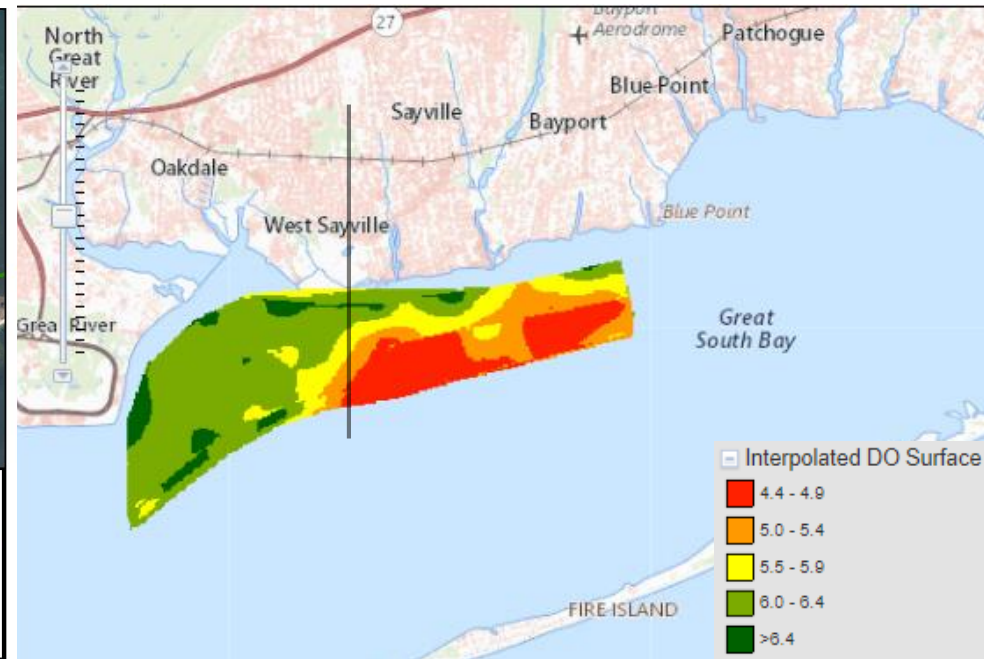 North
Great
River
27
Bayport
Aerodrome
Patchogue
Blue Point
Sayville
Bayport
Oakdale
West Sayville
Blue Point
Great River
Great
South Bay
FIRE ISLAND
Interpolated DO Surface
4.4 - 4.9
5.0 - 5.4
5.5 - 5.9
6.0 - 6.4
>6.4